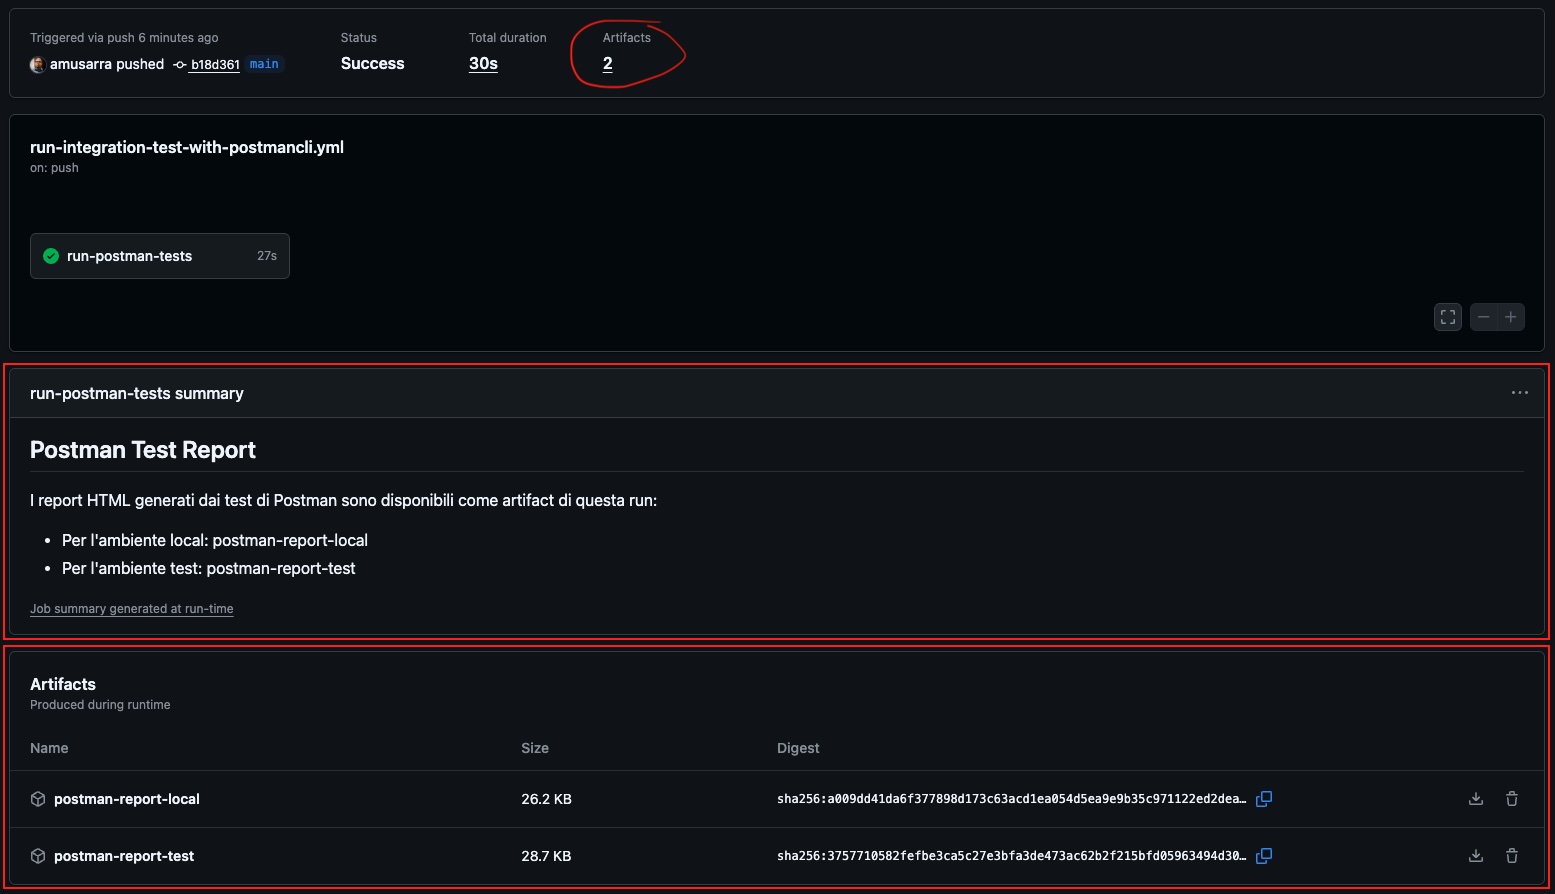 Triggered via push 6 minutes ago
amusarra pushed b18d361 main
Status
Success
Total duration
30s
Artifacts
2
run-integration-test-with-postmancli.yml
on: push
run-postman-tests 27s
run-postman-tests summary
Postman Test Report
I report HTML generati dai test di Postman sono disponibili come artifact di questa run:
• Per l'ambiente local: postman-report-local
• Per l'ambiente test: postman-report-test
Job summary generated at run-time
Artifacts
Produced during runtime
Name Size Digest
postman-report-local 26.2 KB sha256:a009dd41da6f377898d173c63acd1ea054d5ea9e9b35c971122ed2dea…
postman-report-test 28.7 KB sha256:3757710582fefbe3ca5c27e3bfa3de473ac62b2f215bfd05963494d30…